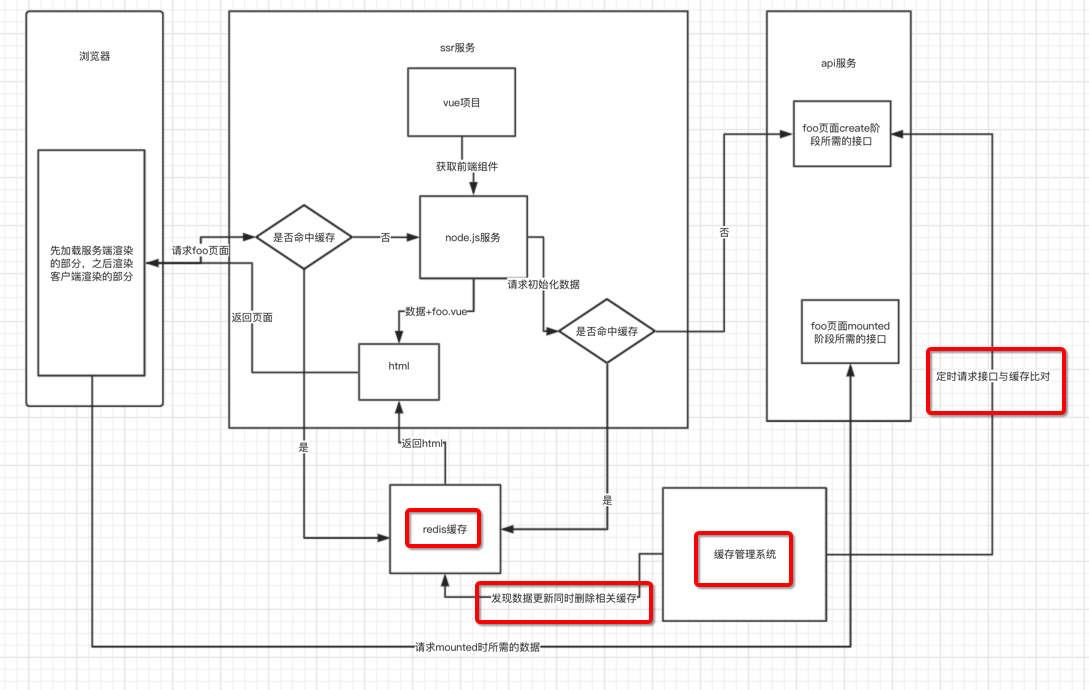 浏览器
ssr服务
api服务
vue项目
foo页面create阶
段所需的接口
获取前端组件
否
先加载服务端渲染
的部分，之后渲染
客户端渲染的部分
请求foo页面
是否命中缓存
否
node.js服务
请求初始化数据
返回页面
数据+foo.vue
是否命中缓存
foo页面mounted
阶段所需的接口
html
定时请求接口与缓存比对
是
返回html
是
redis缓存
缓存管理系统
发现数据更新同时删除相关缓存
请求mounted时所需的数据